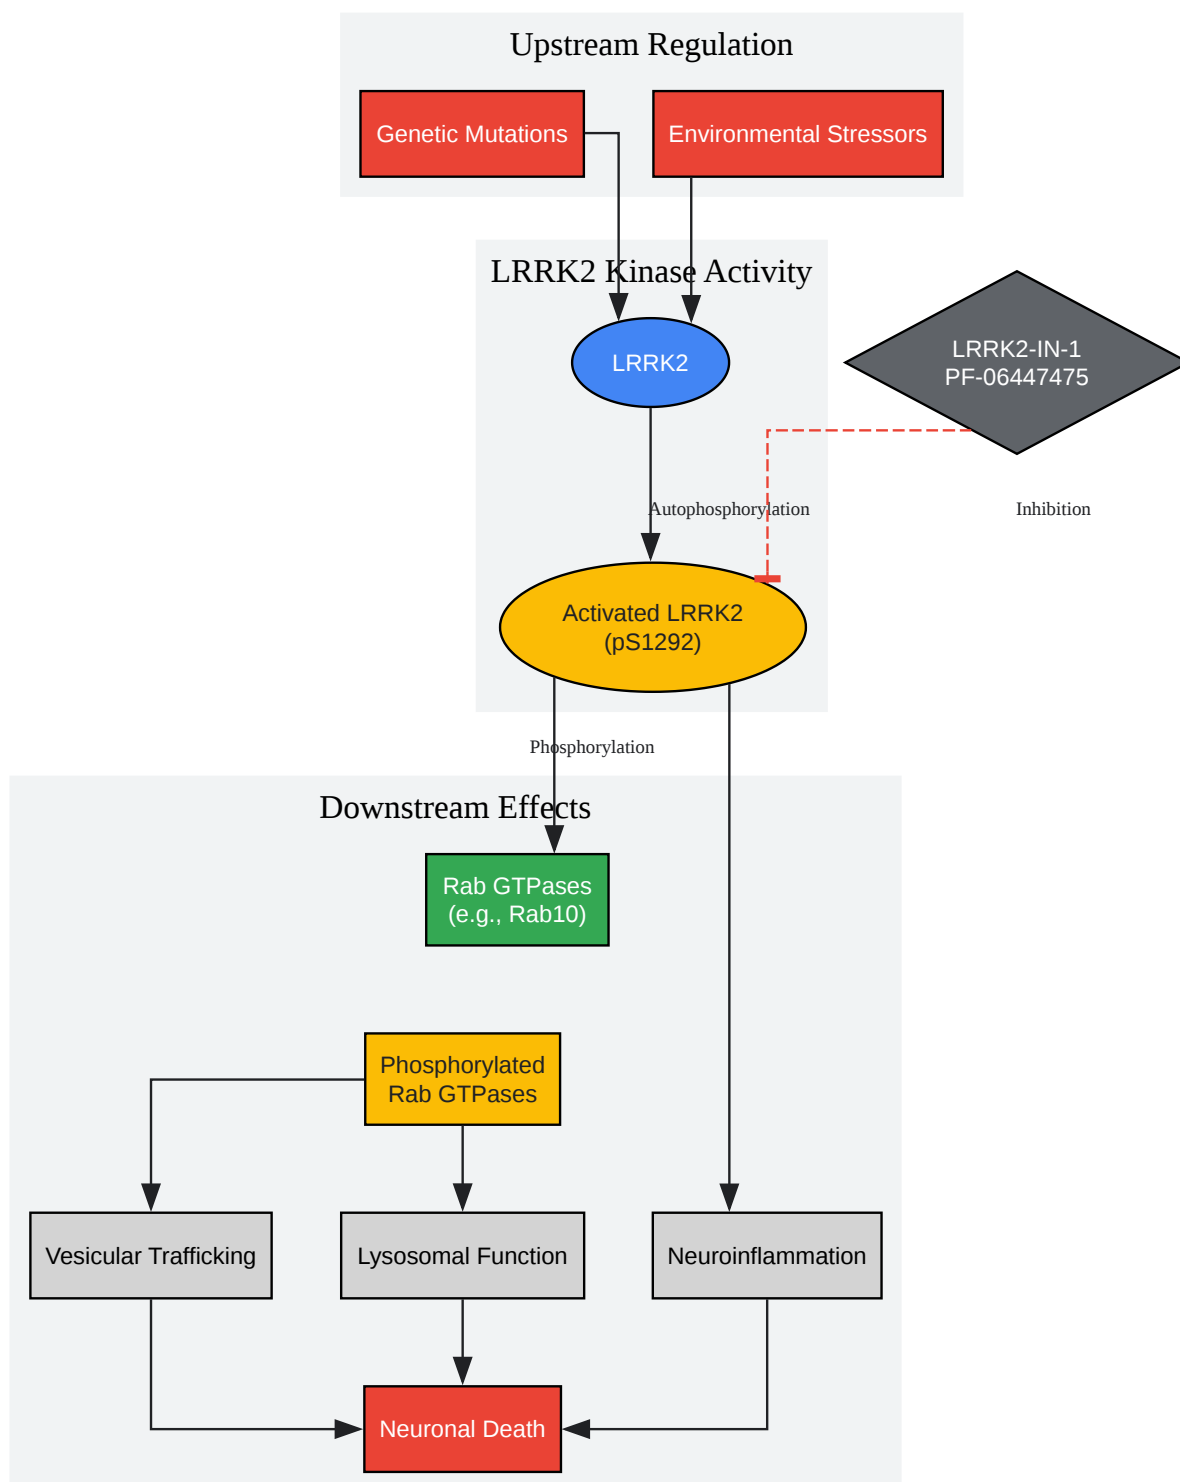 Upstream Regulation
Genetic Mutations
Environmental Stressors
LRRK2 Kinase Activity
LRRK2
LRRK2-IN-1
PF-06447475
Autophosphorylation
Inhibition
Activated LRRK2
(pS1292)
Phosphorylation
Downstream Effects
Rab GTPases
(e.g., Rab10)
Phosphorylated
Rab GTPases
Vesicular Trafficking
Lysosomal Function
Neuroinflammation
Neuronal Death